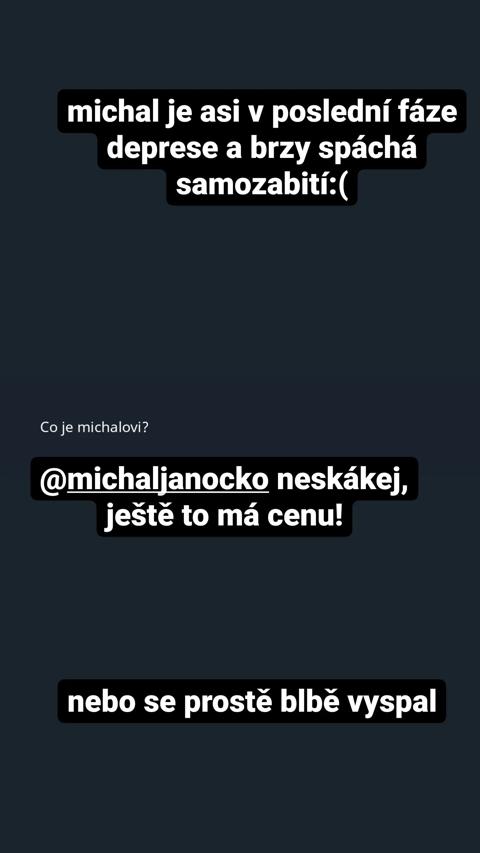 michal je asi v poslední fáze
deprese a brzy spáchá
samozabití:(
Co je michalovi?
@michaljanocko neskákej,
ještě to má cenu!
nebo se prostě blbě vyspal